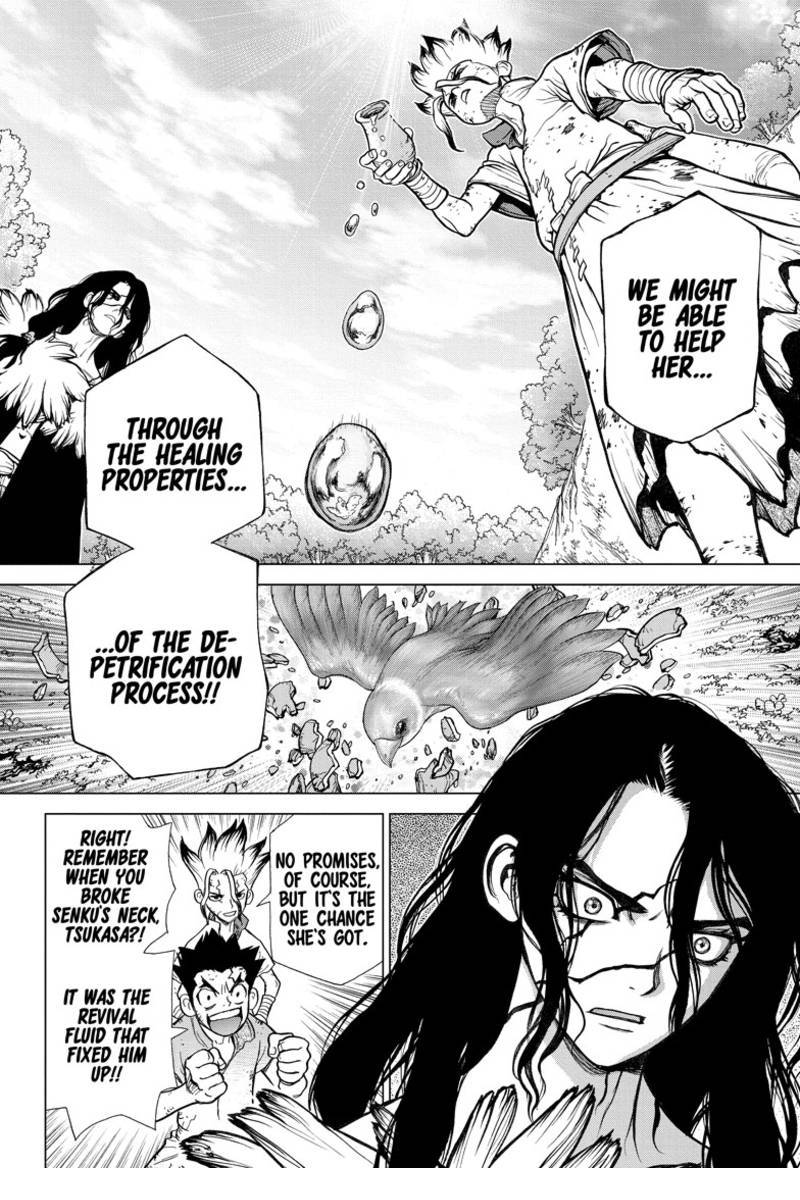 WE MIGHT
BE ABLE
TO HELP
HER...
THROUGH
THE HEALING
PROPERTIES...
...OF THE DE-
PETRIFICATION
PROCESS!!
NO PROMISES,
OF COURSE,
BUT IT'S THE
ONE CHANCE
SHE'S GOT.
RIGHT!
REMEMBER
WHEN YOU
BROKE
SENKU'S NECK,
TSUKASA?!
IT WAS THE
REVIVAL
FLUID THAT
FIXED HIM
UP!!